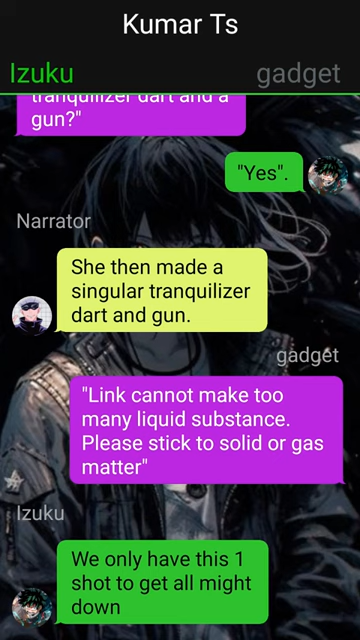 Kumar Ts
Izuku
gadget
tranquilizer dart and a
gun?"
"Yes".
Narrator
She then made a
singular tranquilizer
dart and gun.
gadget
"Link cannot make too
many liquid substance.
Please stick to solid or gas
matter"
Izuku
We only have this 1
shot to get all might
down